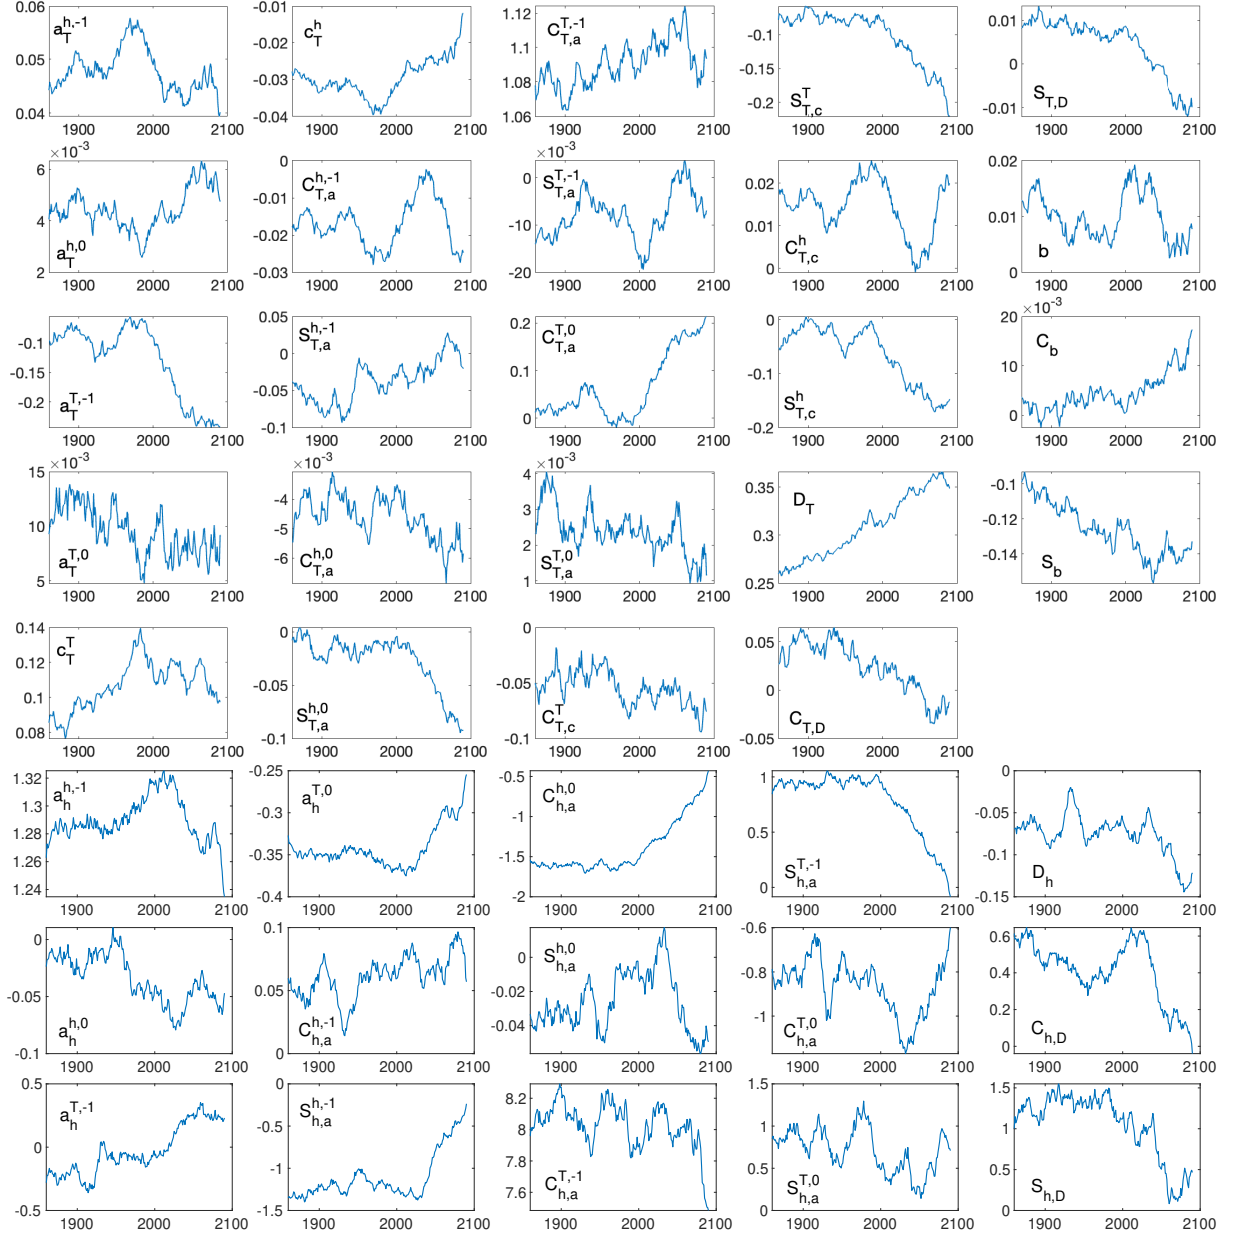 0.06
a_T^{h,-1}
0.05
0.04
1900 2000 2100
-0.01
c_T^h
-0.02
-0.03
-0.04
1900 2000 2100
1.12
C_{T,a}^{T,-1}
1.1
1.08
1.06
1900 2000 2100
-0.1
S_{T,c}^T
-0.2
1900 2000 2100
0.01
0
S_{T,D}
-0.01
1900 2000 2100
×10^{-3}
6
4
a_T^{h,0}
2
1900 2000 2100
0
C_{T,a}^{h,-1}
-0.01
-0.02
-0.03
1900 2000 2100
×10^{-3}
0
S_{T,a}^{T,-1}
-10
-20
1900 2000 2100
0.02
0.01
C_{T,c}^h
0
1900 2000 2100
0.02
0.01
b
0
1900 2000 2100
-0.1
-0.15
a_T^{T,-1}
-0.2
1900 2000 2100
0.05
S_{T,a}^{h,-1}
0
-0.05
-0.1
1900 2000 2100
0.2
C_{T,a}^{T,0}
0.1
0
1900 2000 2100
0
-0.1
S_{T,c}^h
-0.2
1900 2000 2100
×10^{-3}
20
C_b
10
0
1900 2000 2100
×10^{-3}
15
10
a_T^{T,0}
5
1900 2000 2100
×10^{-3}
-4
-5
C_{T,a}^{h,0}
-6
1900 2000 2100
×10^{-3}
4
3
2
S_{T,a}^{T,0}
1
1900 2000 2100
0.35
D_T
0.3
0.25
1900 2000 2100
-0.1
-0.12
-0.14
S_b
1900 2000 2100
0.14
c_T^T
0.12
0.1
0.08
1900 2000 2100
0
-0.05
S_{T,a}^{h,0}
-0.1
1900 2000 2100
0
-0.05
C_{T,c}^T
-0.1
1900 2000 2100
0.05
0
C_{T,D}
-0.05
1900 2000 2100
1.32
a_h^{h,-1}
1.3
1.28
1.26
1.24
1900 2000 2100
-0.25
a_h^{T,0}
-0.3
-0.35
-0.4
1900 2000 2100
-0.5
C_{h,a}^{h,0}
-1
-1.5
-2
1900 2000 2100
1
0.5
S_{h,a}^{T,-1}
0
1900 2000 2100
0
-0.05
-0.1
D_h
-0.15
1900 2000 2100
0
-0.05
a_h^{h,0}
-0.1
1900 2000 2100
0.1
0.05
C_{h,a}^{h,-1}
0
1900 2000 2100
S_{h,a}^{h,0}
0
-0.02
-0.04
1900 2000 2100
-0.6
-0.8
-1
C_{h,a}^{T,0}
1900 2000 2100
0.6
0.4
0.2
C_{h,D}
0
1900 2000 2100
0.5
a_h^{T,-1}
0
-0.5
1900 2000 2100
0
S_{h,a}^{h,-1}
-0.5
-1
-1.5
1900 2000 2100
8.2
8
7.8
C_{h,a}^{T,-1}
7.6
1900 2000 2100
1.5
1
0.5
S_{h,a}^{T,0}
0
1900 2000 2100
1.5
1
0.5
S_{h,D}
0
1900 2000 2100